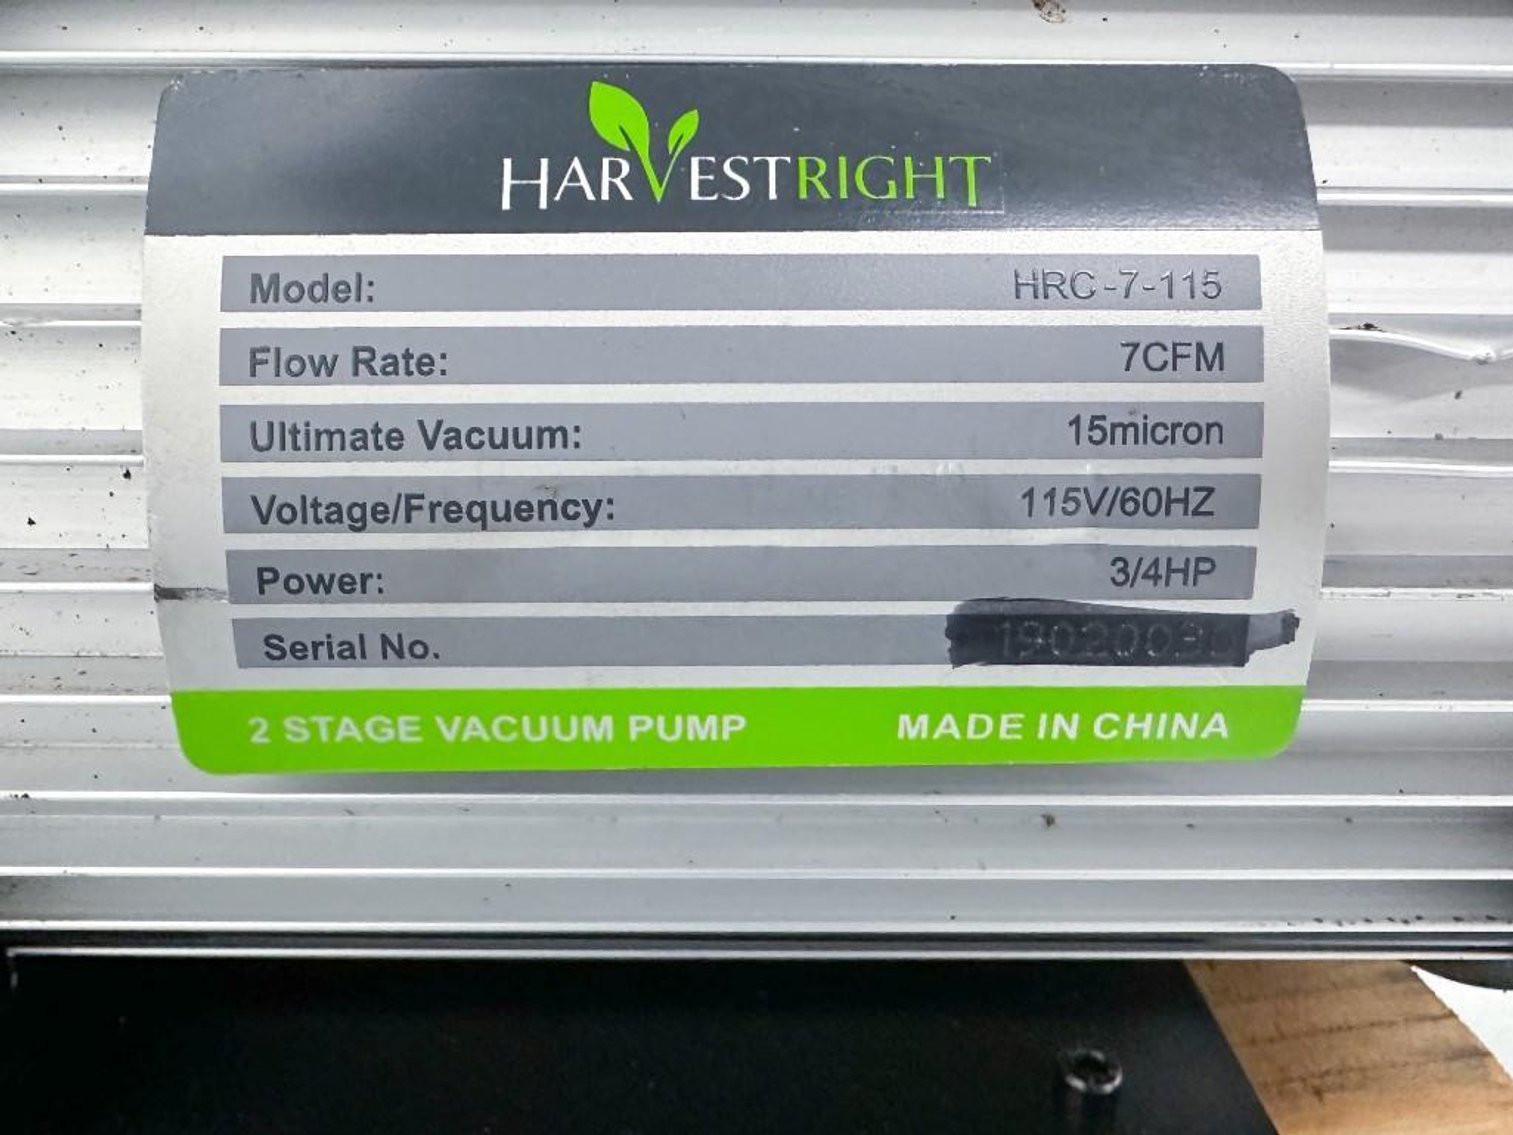 HARVESTRIGHT
Model: HRC-7-115
Flow Rate: 7CFM
Ultimate Vacuum: 15micron
Voltage/Frequency: 115V/60HZ
Power: 3/4HP
Serial No.
2 STAGE VACUUM PUMP MADE IN CHINA